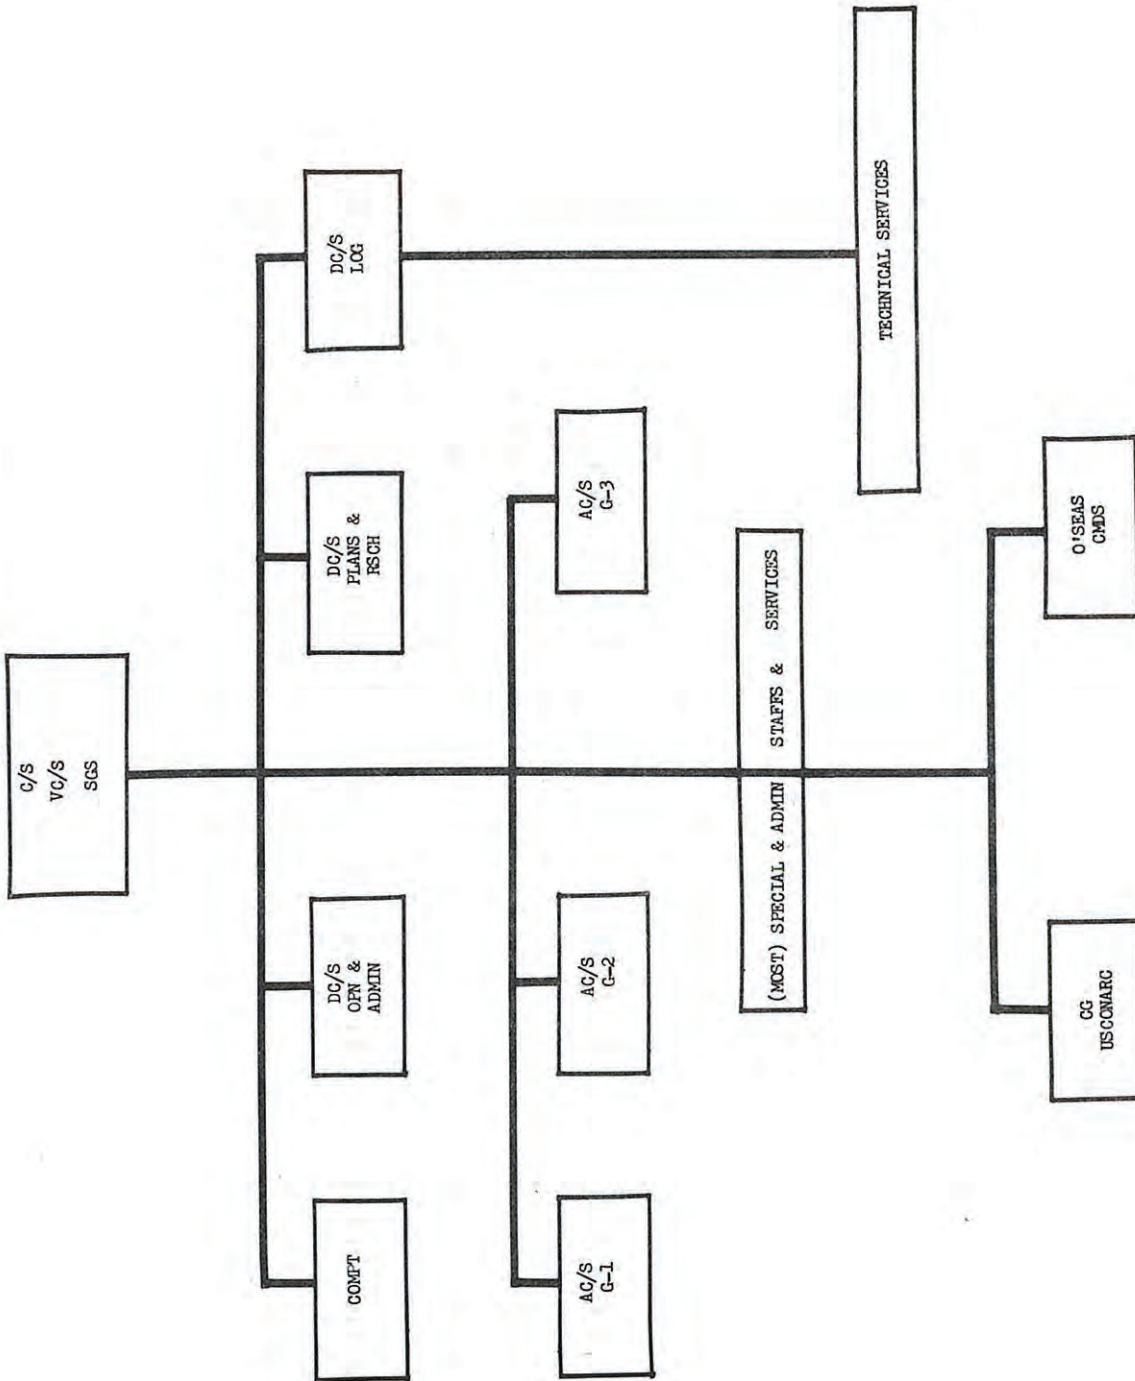 C/S
VC/S
SGS
COMPT
DC/S
OPN &
ADMIN
DC/S
PLANS &
RSCH
DC/S
LOG
AC/S
G-1
AC/S
G-2
AC/S
G-3
(MOST) SPECIAL & ADMIN STAFFS & SERVICES
TECHNICAL SERVICES
CG
USCONARC
O'SEAS
CMDS